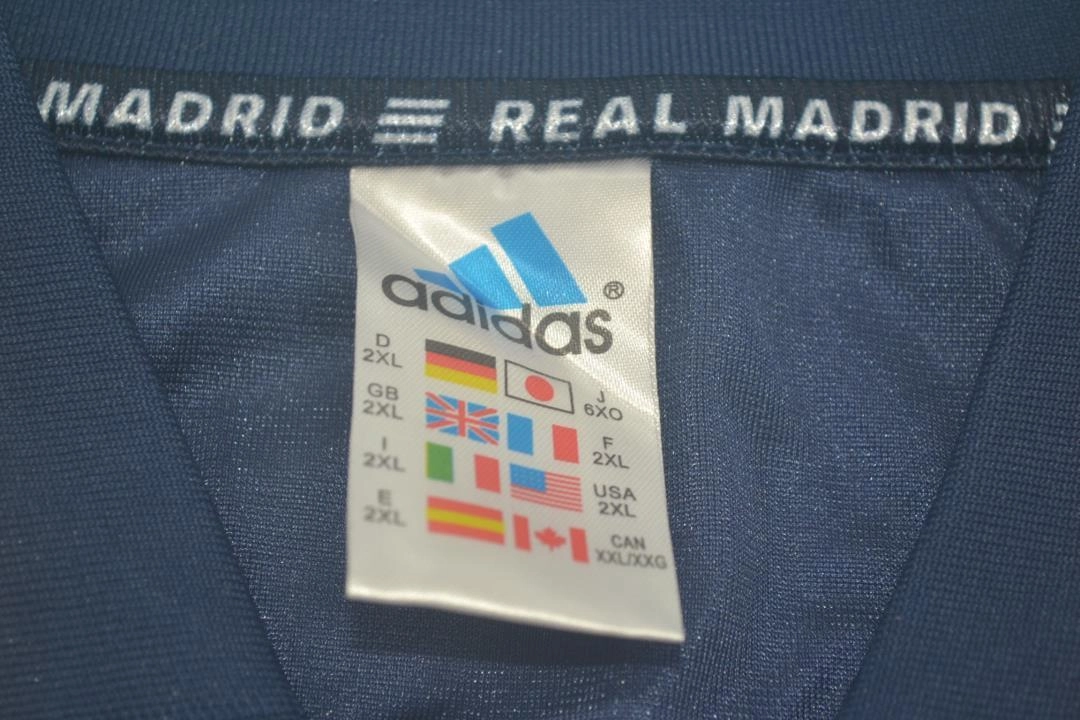 MADRID REAL MADRID
adidas®
D
2XL
J
6XO
GB
2XL
F
2XL
I
2XL
USA
2XL
E
2XL
CAN
XXL/XXG